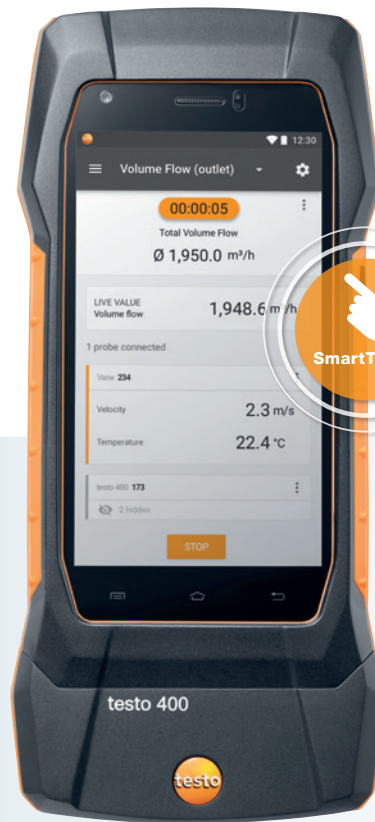 12:30
Volume Flow (outlet)
00:00:05
Total Volume Flow
Ø 1,950.0 m³/h
LIVE VALUE
Volume flow
1,948.6 m³/h
1 probe connected
Vane 234
Velocity
2.3 m/s
Temperature
22.4 °C
testo 400 173
2 hidden
STOP
testo 400
testo